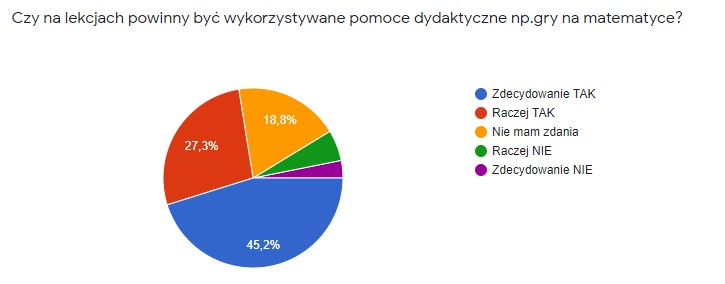 Czy na lekcjach powinny być wykorzystywane pomoce dydaktyczne np.gry na matematyce?
Zdecydowanie TAK
Raczej TAK
Nie mam zdania
Raczej NIE
Zdecydowanie NIE
18,8%
27,3%
45,2%